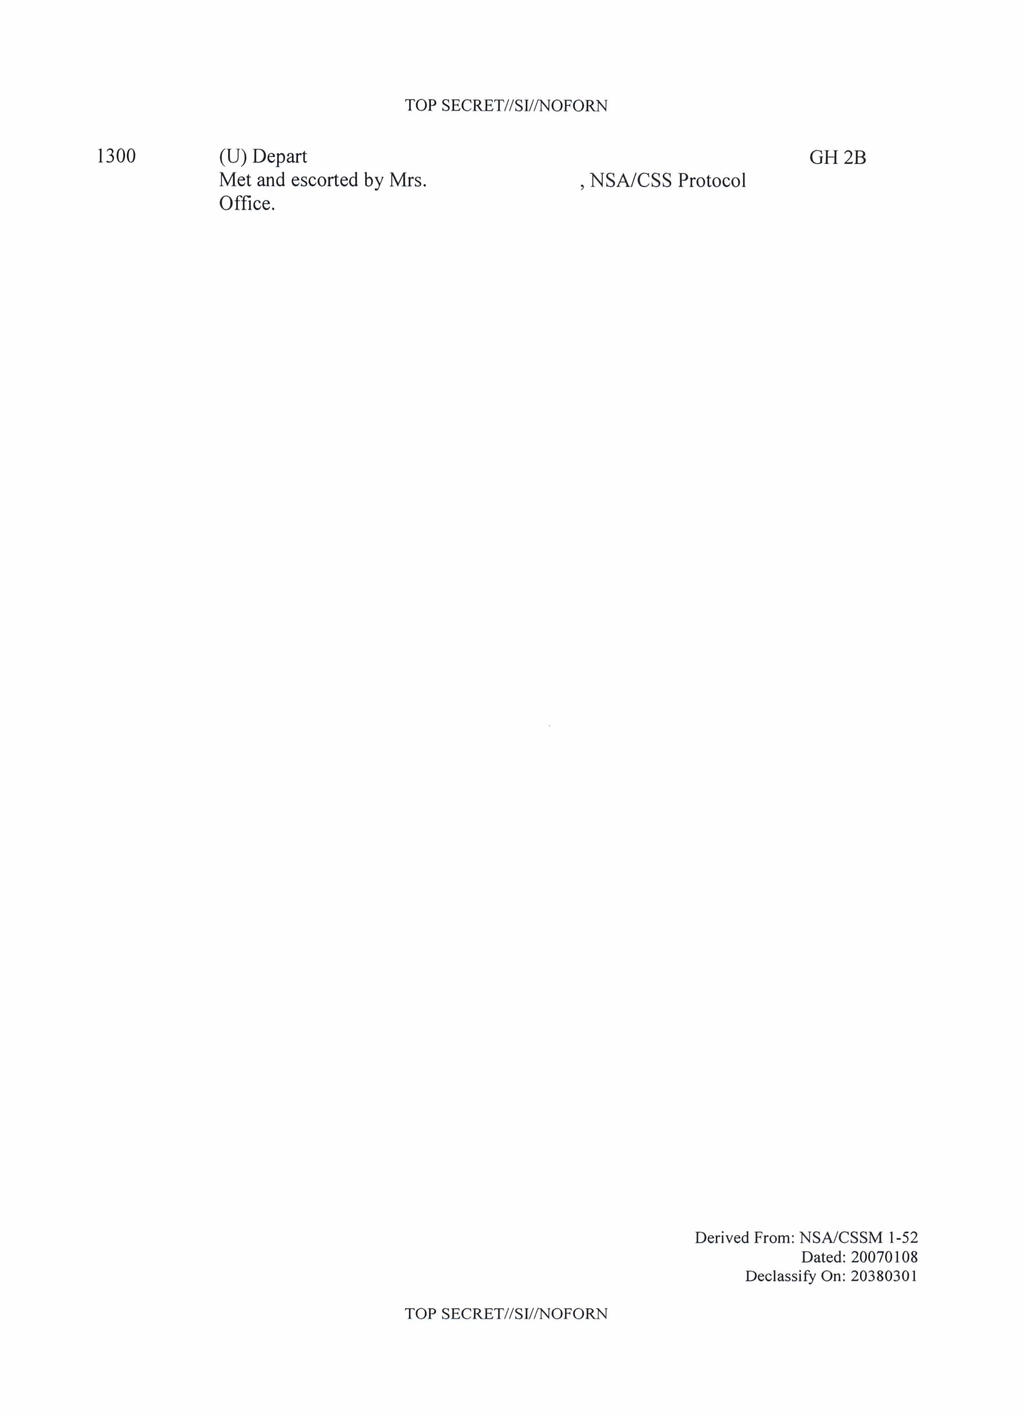 TOP SECRET//SI//NOFORN
1300 (U) Depart GH 2B
Met and escorted by Mrs. , NSA/CSS Protocol
Office.
Derived From: NSA/CSSM 1-52
Dated: 20070108
Declassify On: 20380301
TOP SECRET//SI//NOFORN